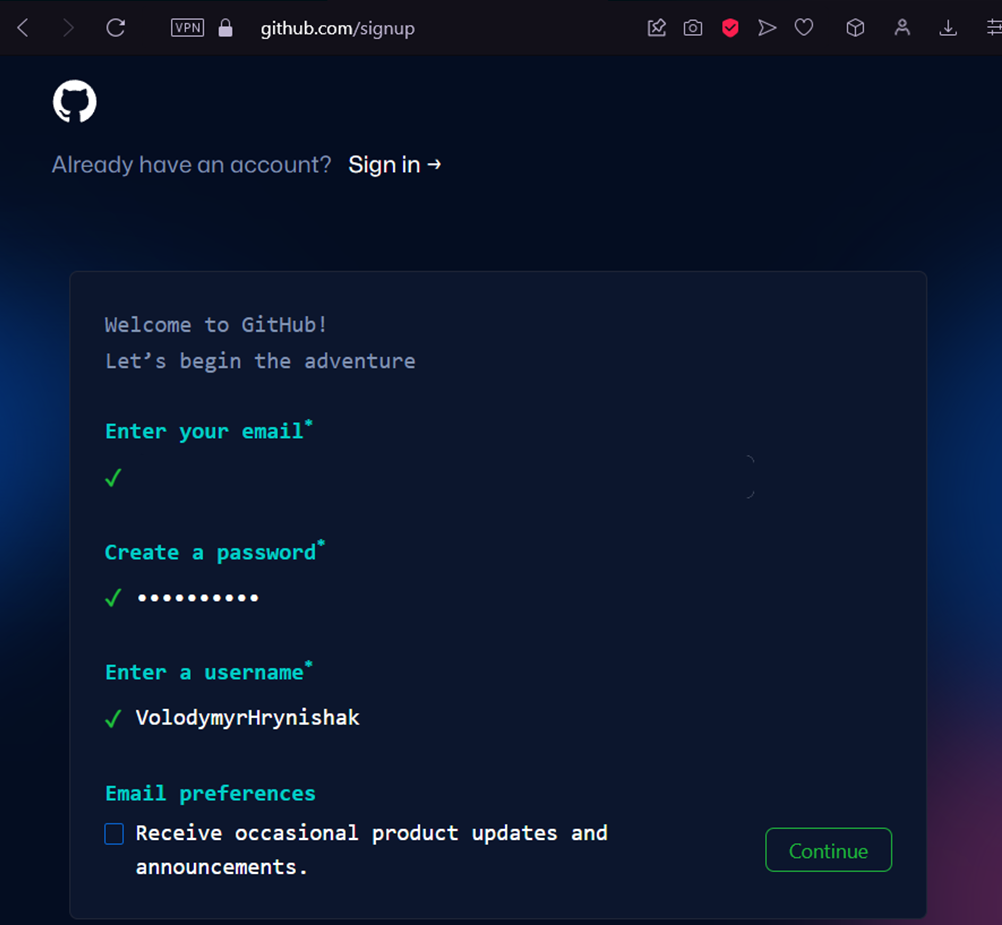 VPN github.com/signup
Already have an account? Sign in →
Welcome to GitHub!
Let’s begin the adventure
Enter your email*
✓
Create a password*
✓ ••••••••••
Enter a username*
✓ VolodymyrHrynishak
Email preferences
Receive occasional product updates and
announcements.
Continue